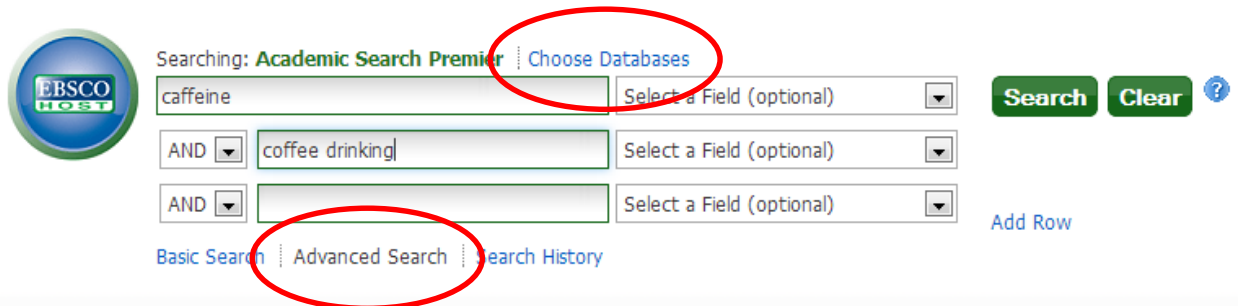 Searching: Academic Search Premier Choose Databases
EBSCO
HOST
caffeine Select a Field (optional) Search Clear ?
AND coffee drinking Select a Field (optional)
AND Select a Field (optional)
Add Row
Basic Search Advanced Search Search History